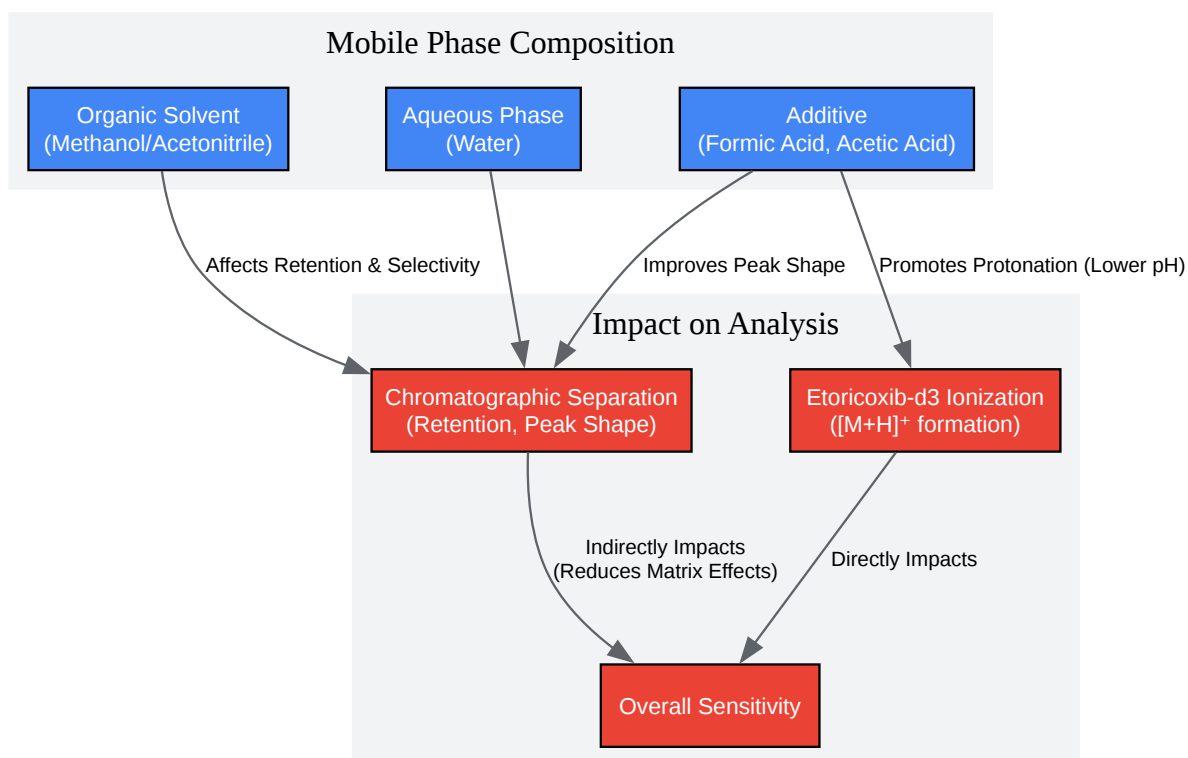 Mobile Phase Composition
Organic Solvent
(Methanol/Acetonitrile)
Aqueous Phase
(Water)
Additive
(Formic Acid, Acetic Acid)
Affects Retention & Selectivity
Improves Peak Shape
Promotes Protonation (Lower pH)
Impact on Analysis
Chromatographic Separation
(Retention, Peak Shape)
Etoricoxib-d3 Ionization
([M+H]⁺ formation)
Indirectly Impacts
(Reduces Matrix Effects)
Directly Impacts
Overall Sensitivity